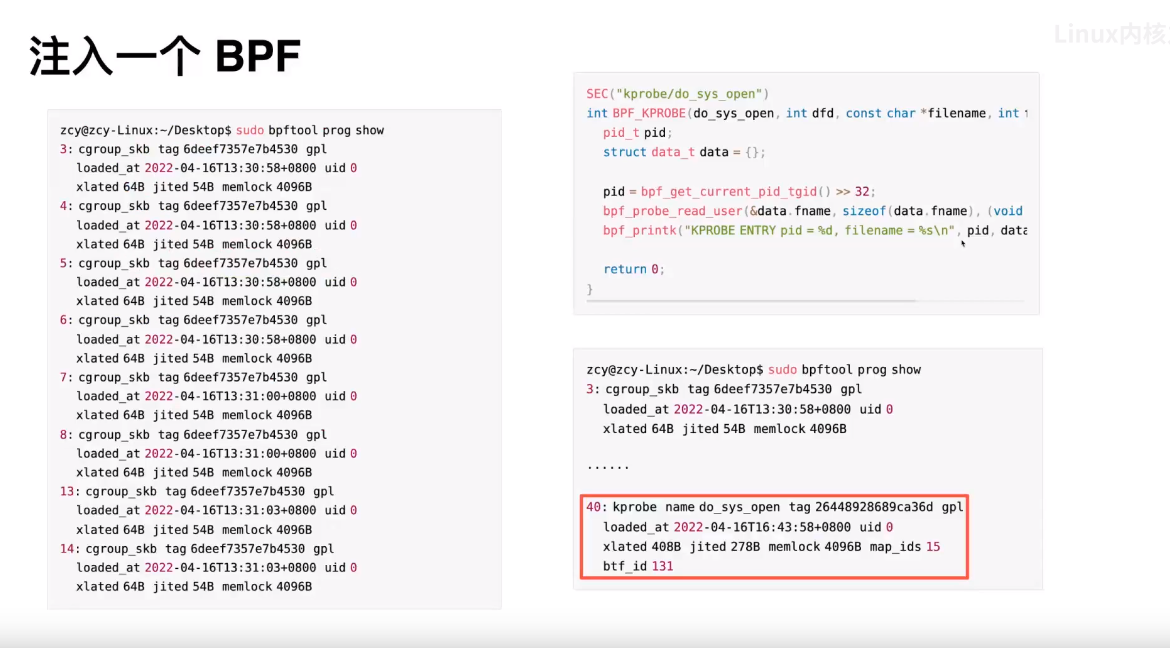 Linux内核
注入一个 BPF
zcy@zcy-Linux:~/Desktop$ sudo bpftool prog show
3: cgroup_skb tag 6deef7357e7b4530 gpl
loaded_at 2022-04-16T13:30:58+0800 uid 0
xlated 64B jited 54B memlock 4096B
4: cgroup_skb tag 6deef7357e7b4530 gpl
loaded_at 2022-04-16T13:30:58+0800 uid 0
xlated 64B jited 54B memlock 4096B
5: cgroup_skb tag 6deef7357e7b4530 gpl
loaded_at 2022-04-16T13:30:58+0800 uid 0
xlated 64B jited 54B memlock 4096B
6: cgroup_skb tag 6deef7357e7b4530 gpl
loaded_at 2022-04-16T13:30:58+0800 uid 0
xlated 64B jited 54B memlock 4096B
7: cgroup_skb tag 6deef7357e7b4530 gpl
loaded_at 2022-04-16T13:31:00+0800 uid 0
xlated 64B jited 54B memlock 4096B
8: cgroup_skb tag 6deef7357e7b4530 gpl
loaded_at 2022-04-16T13:31:00+0800 uid 0
xlated 64B jited 54B memlock 4096B
13: cgroup_skb tag 6deef7357e7b4530 gpl
loaded_at 2022-04-16T13:31:03+0800 uid 0
xlated 64B jited 54B memlock 4096B
14: cgroup_skb tag 6deef7357e7b4530 gpl
loaded_at 2022-04-16T13:31:03+0800 uid 0
xlated 64B jited 54B memlock 4096B
SEC("kprobe/do_sys_open")
int BPF_KPROBE(do_sys_open, int dfd, const char *filename, int
pid_t pid;
struct data_t data = {};
pid = bpf_get_current_pid_tgid() >> 32;
bpf_probe_read_user(&data.fname, sizeof(data.fname), (void
bpf_printk("KPROBE ENTRY pid = %d, filename = %s\n", pid, data
return 0;
}
zcy@zcy-Linux:~/Desktop$ sudo bpftool prog show
3: cgroup_skb tag 6deef7357e7b4530 gpl
loaded_at 2022-04-16T13:30:58+0800 uid 0
xlated 64B jited 54B memlock 4096B
......
40: kprobe name do_sys_open tag 26448928689ca36d gpl
loaded_at 2022-04-16T16:43:58+0800 uid 0
xlated 408B jited 278B memlock 4096B map_ids 15
btf_id 131